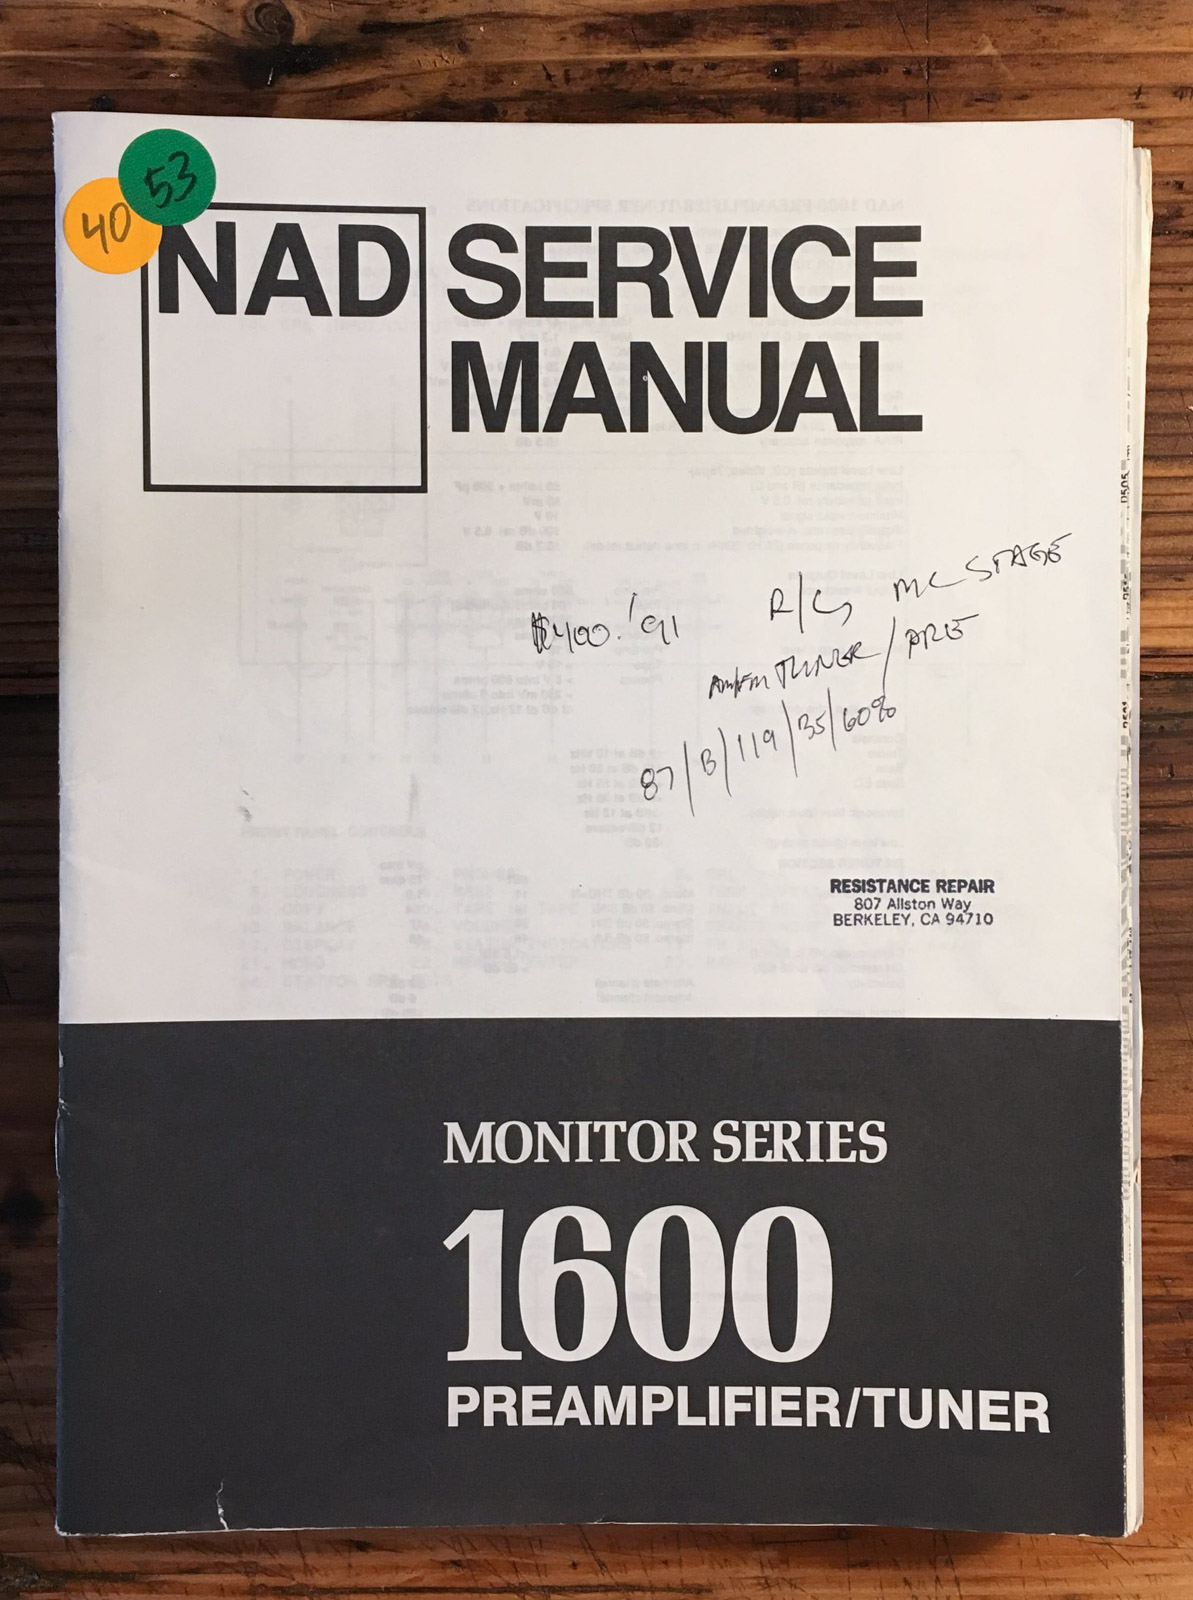 53
40
NAD SERVICE
MANUAL
$400. '91
R/C, MC STAGE
AM/FM TUNER / PRE
87/B/119/35/60%
RESISTANCE REPAIR
807 Allston Way
BERKELEY, CA 94710
MONITOR SERIES
1600
PREAMPLIFIER/TUNER